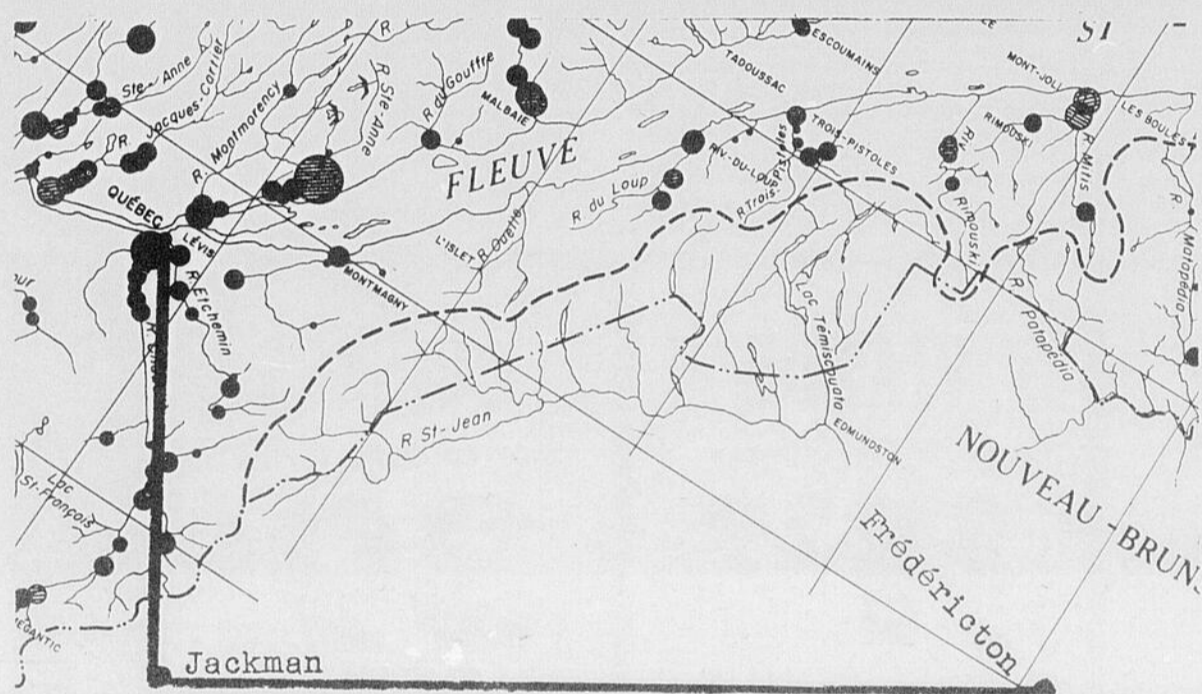 ST
ESCOUMAINS
TADOUSSAC
MONT-JOLI
LES BOULES
Ste-Anne
R. Jacques-Cartier
R. Montmorency
R
R. Ste-Anne
R. du Gouffre
MALBAIE
FLEUVE
TROIS-PISTOLES
RIV-DU-LOUP
R. Trois-Pistoles
R. du Loup
Riv. Rimouski
RIMOUSKI
R. Mitis
R. Matapédia
QUÉBEC
LÉVIS
R. Etchemin
L'ISLET
R. Ouelle
MONTMAGNY
Lac Témiscouata
R. Patapédia
R St-Jean
EDMUNDSTON
Lac St-François
NOUVEAU-BRUNS-
Frédéricton
EGANTIC
Jackman